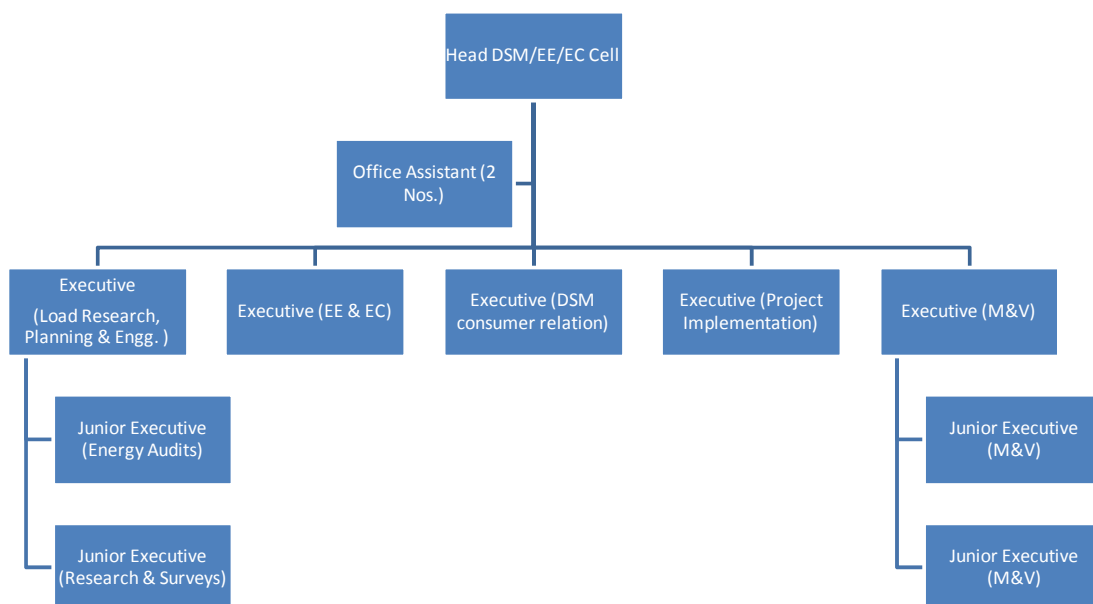 Head DSM/EE/EC Cell
Office Assistant (2
Nos.)
Executive
(Load Research,
Planning & Engg. )
Executive (EE & EC)
Executive (DSM
consumer relation)
Executive (Project
Implementation)
Executive (M&V)
Junior Executive
(Energy Audits)
Junior Executive
(M&V)
Junior Executive
(Research & Surveys)
Junior Executive
(M&V)